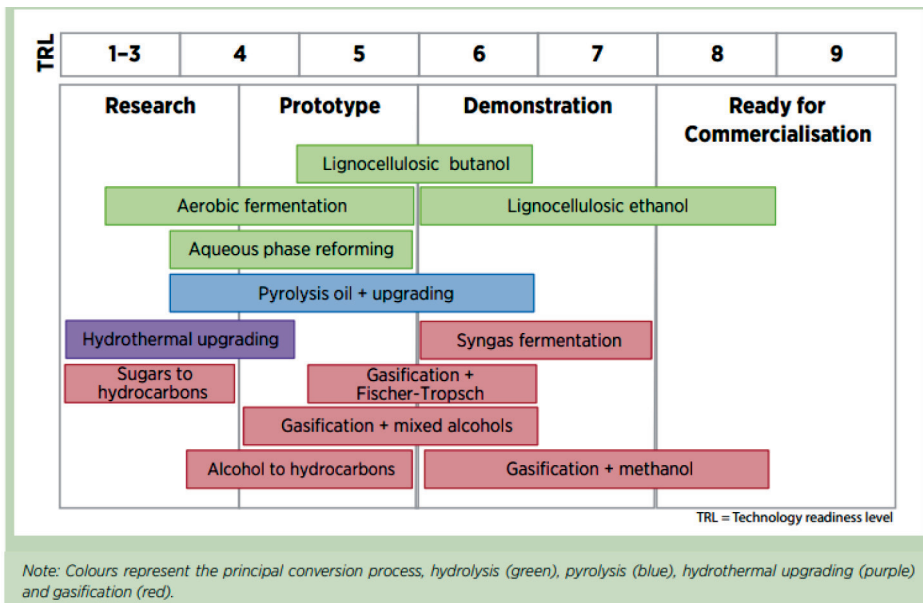 TRL
1–3 4 5 6 7 8 9
Research Prototype Demonstration Ready for
Commercialisation
Lignocellulosic butanol
Aerobic fermentation Lignocellulosic ethanol
Aqueous phase reforming
Pyrolysis oil + upgrading
Hydrothermal upgrading Syngas fermentation
Sugars to
hydrocarbons
Gasification +
Fischer-Tropsch
Gasification + mixed alcohols
Alcohol to hydrocarbons Gasification + methanol
TRL = Technology readiness level
Note: Colours represent the principal conversion process, hydrolysis (green), pyrolysis (blue), hydrothermal upgrading (purple)
and gasification (red).